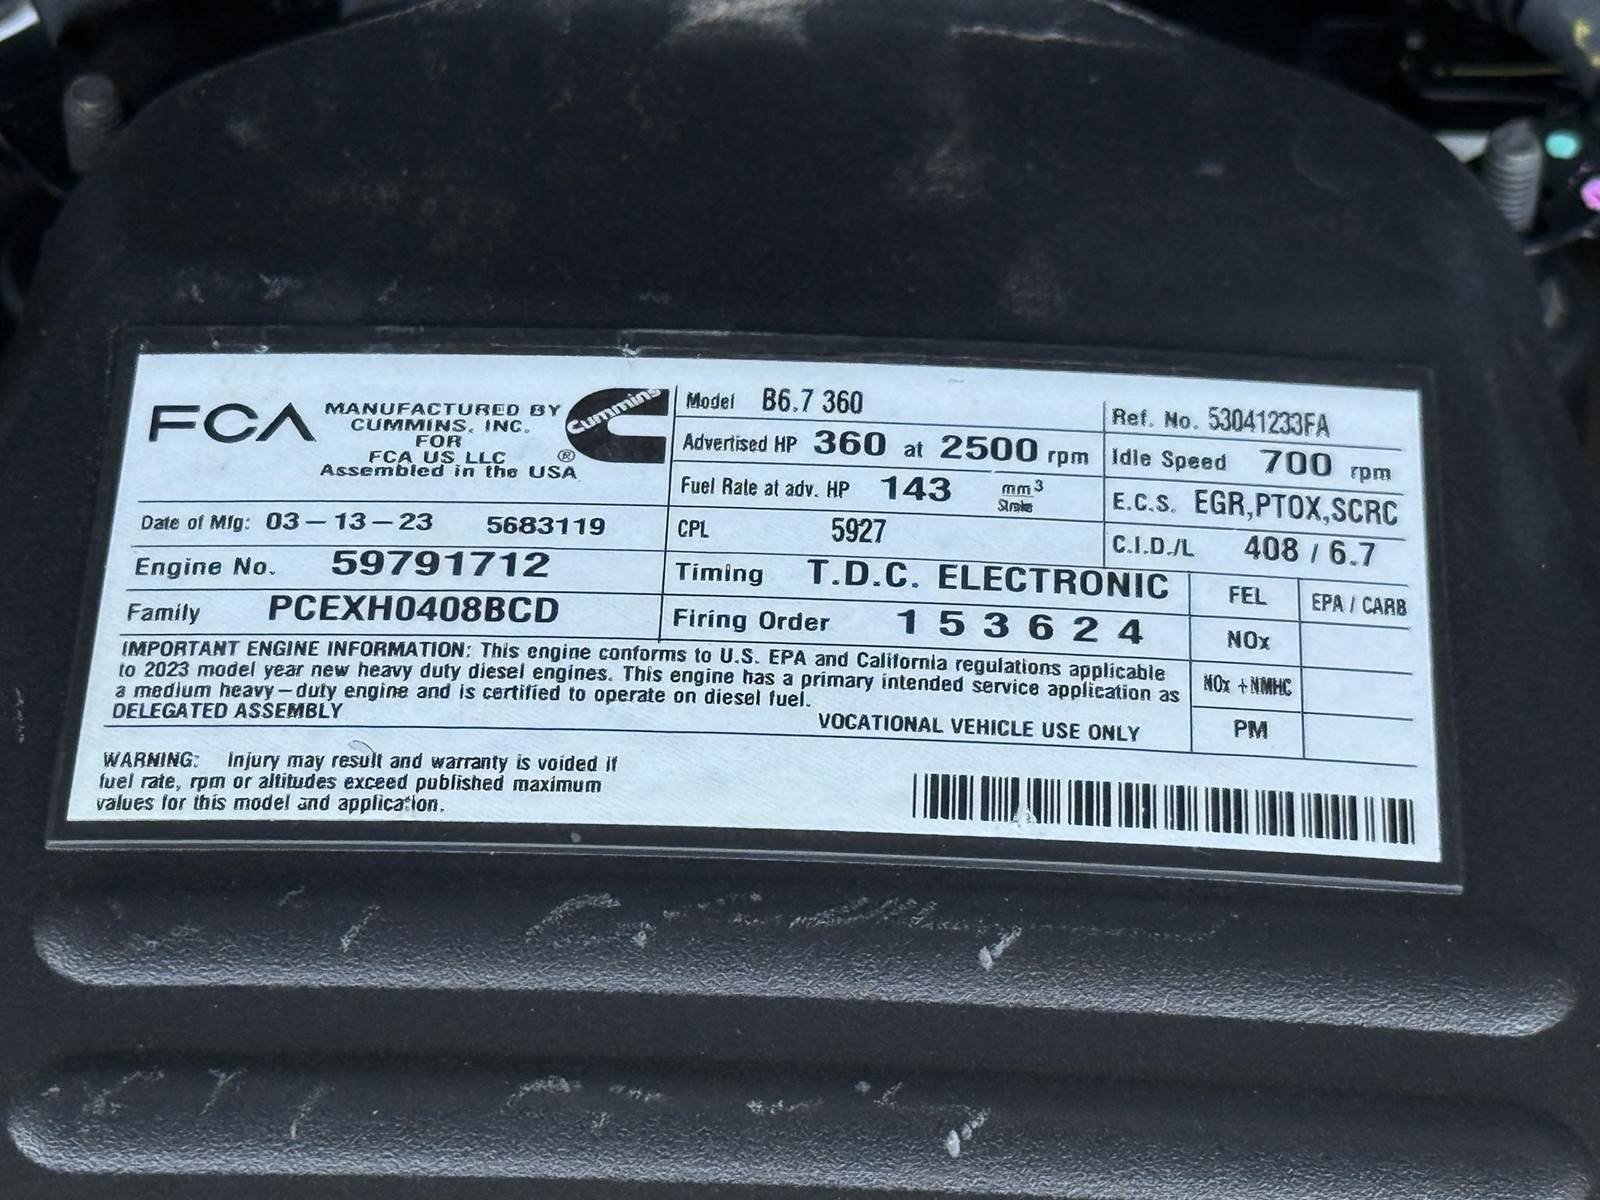 FCA
MANUFACTURED BY
CUMMINS, INC.
FOR
FCA US LLC
Assembled in the USA
Cummins
®
Date of Mfg: 03-13-23 5683119
Engine No. 59791712
Family PCEXH0408BCD
Model B6.7 360
Advertised HP 360 at 2500 rpm
Fuel Rate at adv. HP 143 mm³
Stroke
CPL 5927
Timing T.D.C. ELECTRONIC
Firing Order 1 5 3 6 2 4
Ref. No. 53041233FA
Idle Speed 700 rpm
E.C.S. EGR,PTOX,SCRC
C.I.D./L 408 / 6.7
FEL EPA / CARB
NOx
NOx +NMHC
PM
IMPORTANT ENGINE INFORMATION: This engine conforms to U.S. EPA and California regulations applicable
to 2023 model year new heavy duty diesel engines. This engine has a primary intended service application as
a medium heavy-duty engine and is certified to operate on diesel fuel.
DELEGATED ASSEMBLY
VOCATIONAL VEHICLE USE ONLY
WARNING: Injury may result and warranty is voided if
fuel rate, rpm or altitudes exceed published maximum
values for this model and application.